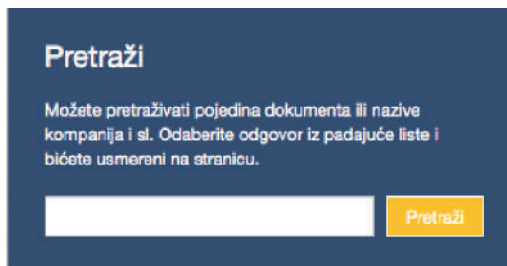 Pretraži
Možete pretraživati pojedina dokumenta ili nazive
kompanija i sl. Odaberite odgovor iz padajuće liste i
bićete usmereni na stranicu.
Pretraži